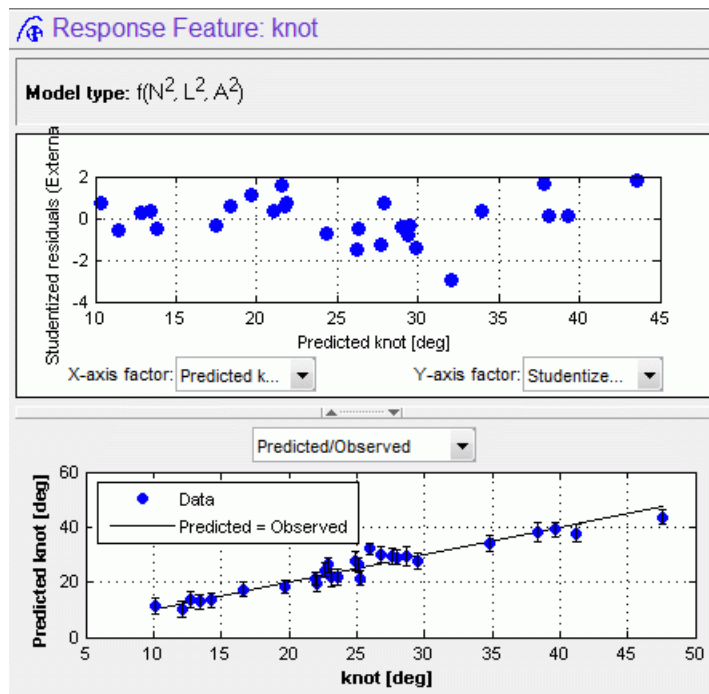 Response Feature: knot
Model type: f(N², L², A²)
Studentized residuals (Externa
2
0
-2
-4
10 15 20 25 30 35 40 45
Predicted knot [deg]
X-axis factor: Predicted k... Y-axis factor: Studentize...
Predicted/Observed
Predicted knot [deg]
60
40
20
0
Data
Predicted = Observed
5 10 15 20 25 30 35 40 45 50
knot [deg]